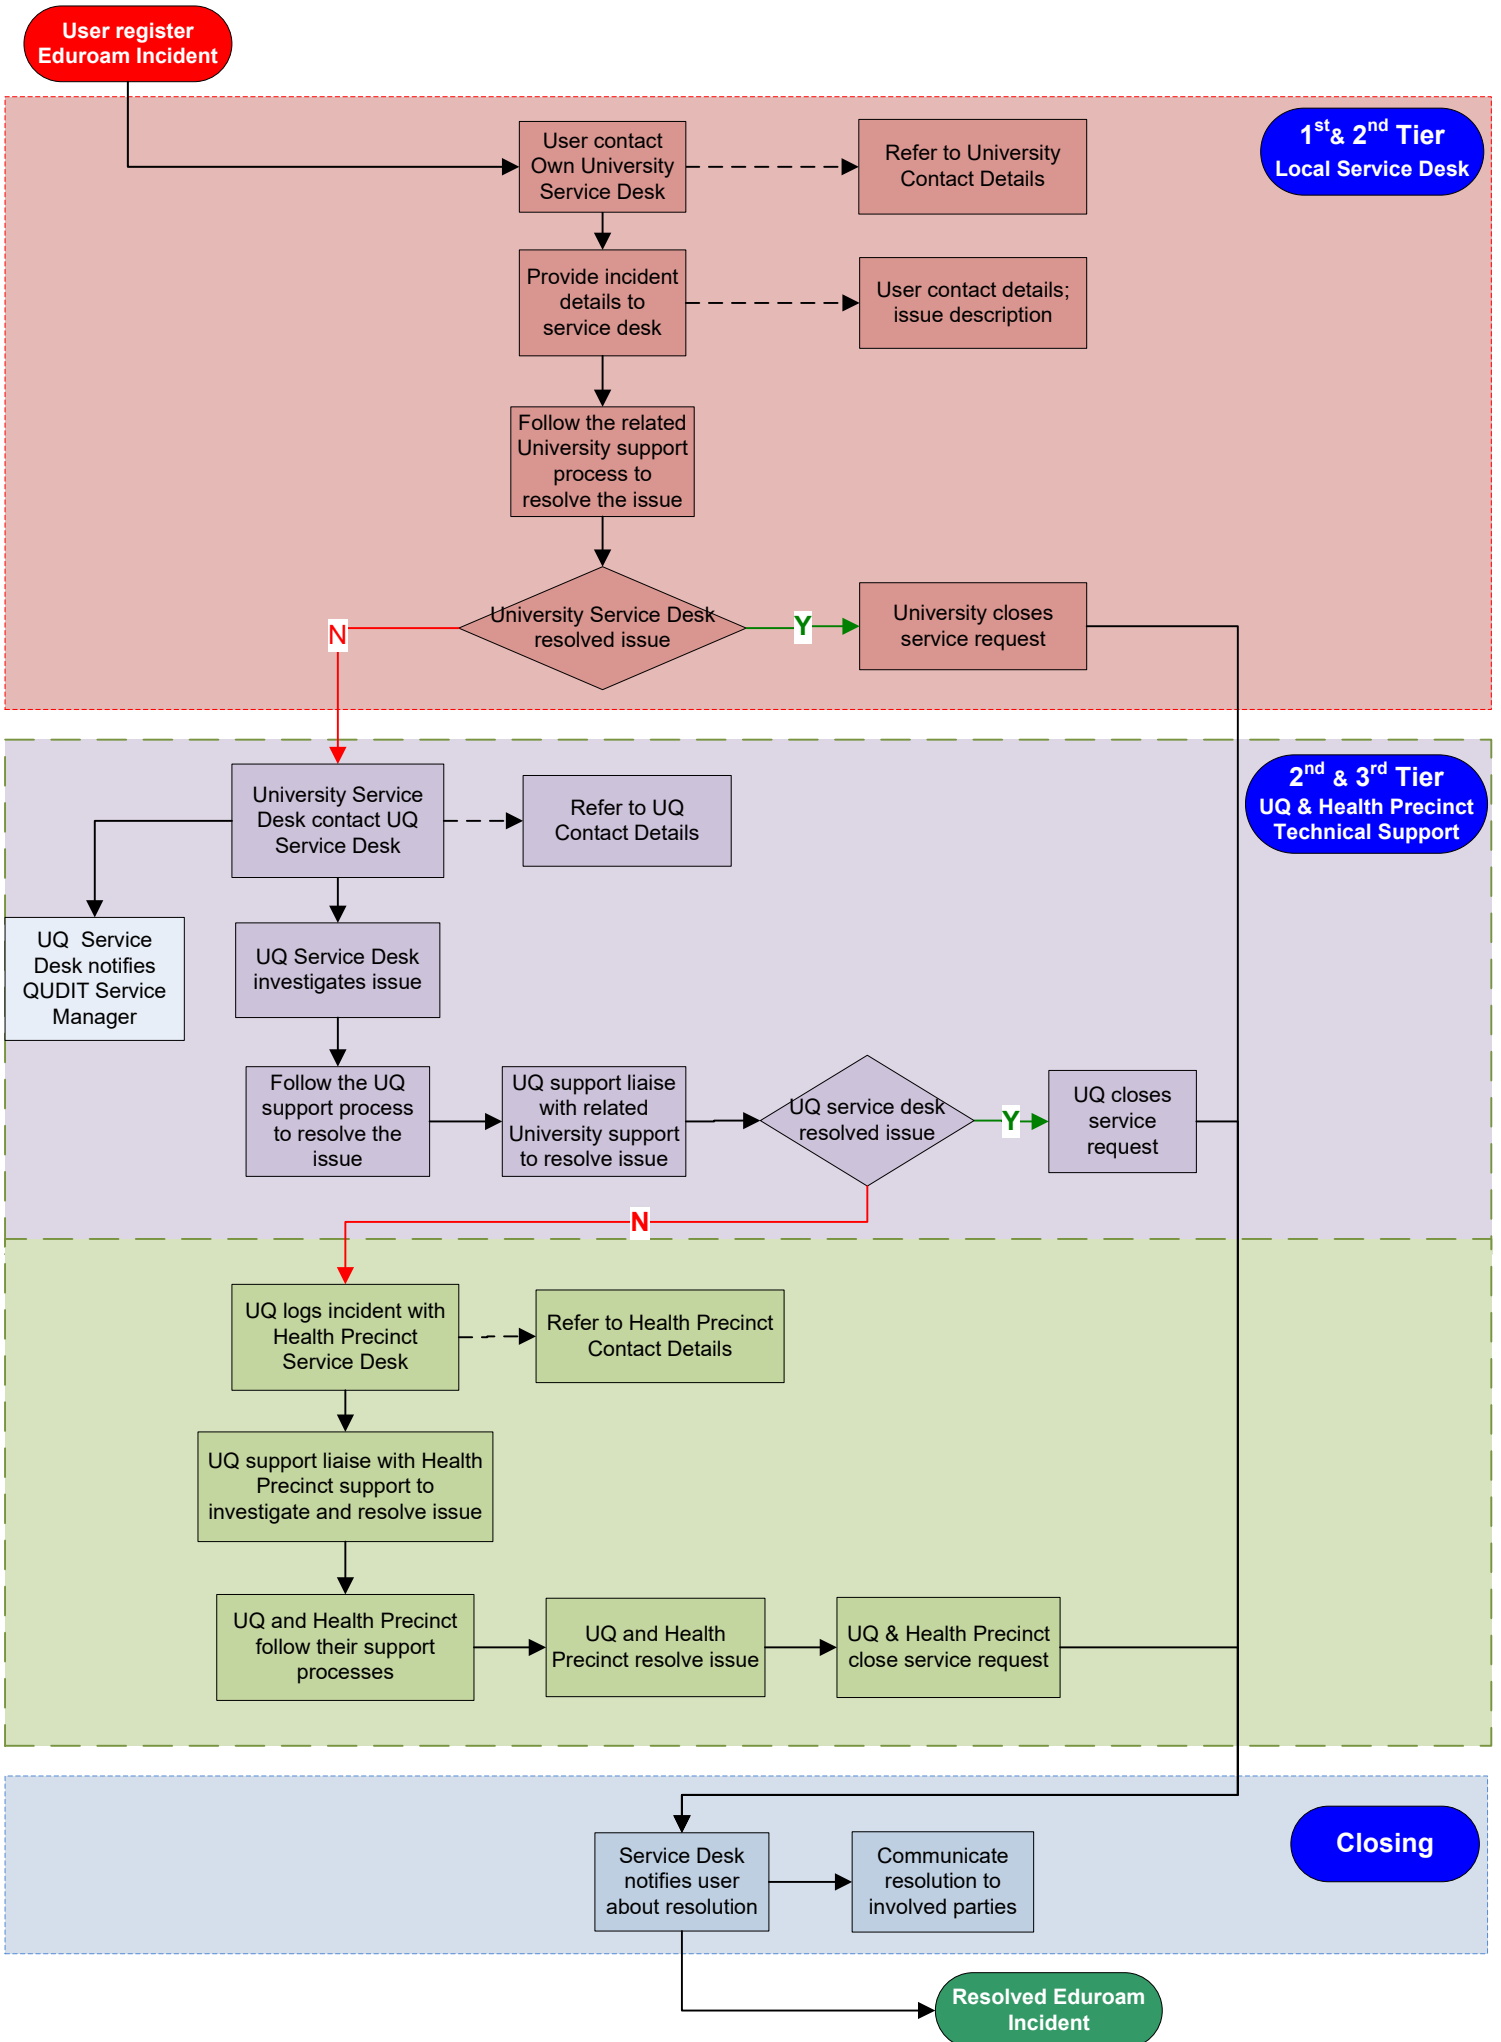 User register
Eduroam Incident
1st& 2nd Tier
Local Service Desk
User contact
Own University
Service Desk
Refer to University
Contact Details
Provide incident
details to
service desk
User contact details;
issue description
Follow the related
University support
process to
resolve the issue
University Service Desk
resolved issue
N
Y
University closes
service request
2nd & 3rd Tier
UQ & Health Precinct
Technical Support
University Service
Desk contact UQ
Service Desk
Refer to UQ
Contact Details
UQ  Service
Desk notifies
QUDIT Service
Manager
UQ Service Desk
investigates issue
Follow the UQ
support process
to resolve the
issue
UQ support liaise
with related
University support
to resolve issue
UQ service desk
resolved issue
Y
UQ closes
service
request
N
UQ logs incident with
Health Precinct
Service Desk
Refer to Health Precinct
Contact Details
UQ support liaise with Health
Precinct support to
investigate and resolve issue
UQ and Health Precinct
follow their support
processes
UQ and Health
Precinct resolve issue
UQ & Health Precinct
close service request
Closing
Service Desk
notifies user
about resolution
Communicate
resolution to
involved parties
Resolved Eduroam
Incident